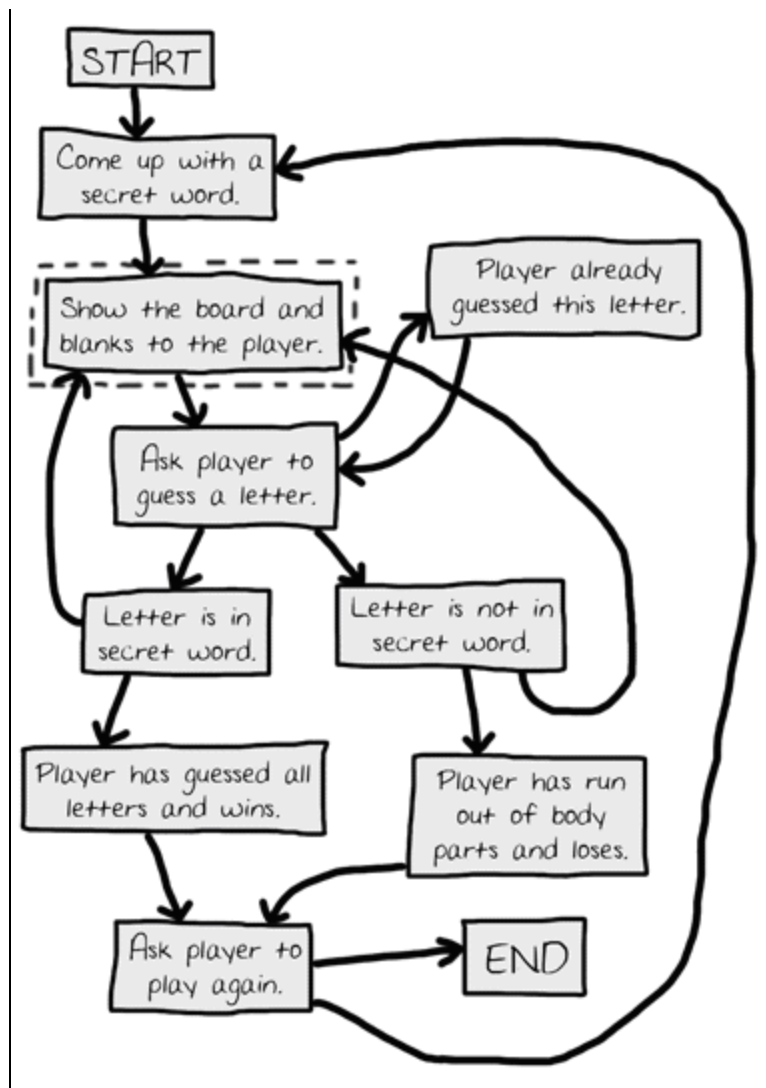 START
Come up with a
secret word.
Show the board and
blanks to the player.
Player already
guessed this letter.
Ask player to
guess a letter.
Letter is in
secret word.
Letter is not in
secret word.
Player has guessed all
letters and wins.
Player has run
out of body
parts and loses.
Ask player to
play again.
END